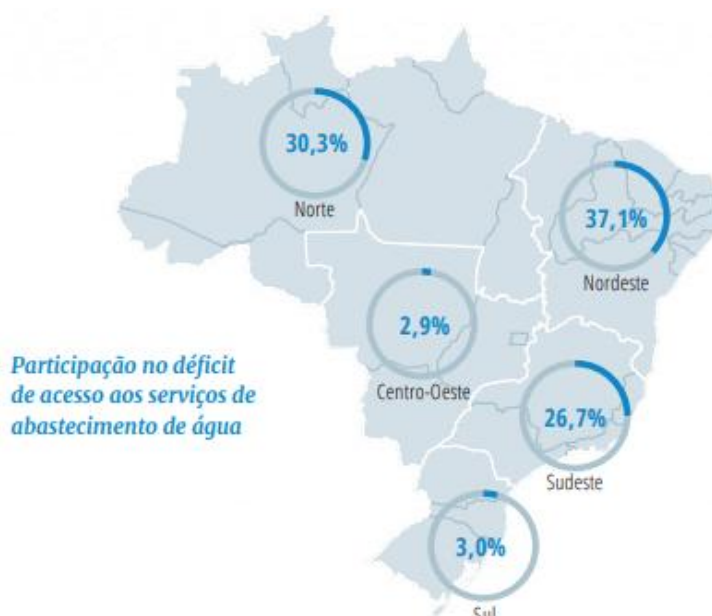 30,3%
Norte
37,1%
Nordeste
2,9%
Centro-Oeste
Participação no déficit
de acesso aos serviços de
abastecimento de água
26,7%
Sudeste
3,0%
Sul